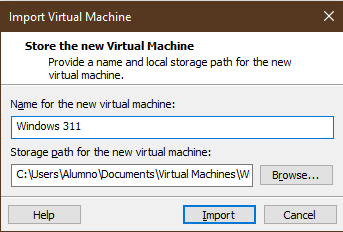 Import Virtual Machine
Store the new Virtual Machine
Provide a name and local storage path for the new
virtual machine.
Name for the new virtual machine:
Windows 311
Storage path for the new virtual machine:
C:\Users\Alumno\Documents\Virtual Machines\W Browse...
Help Import Cancel